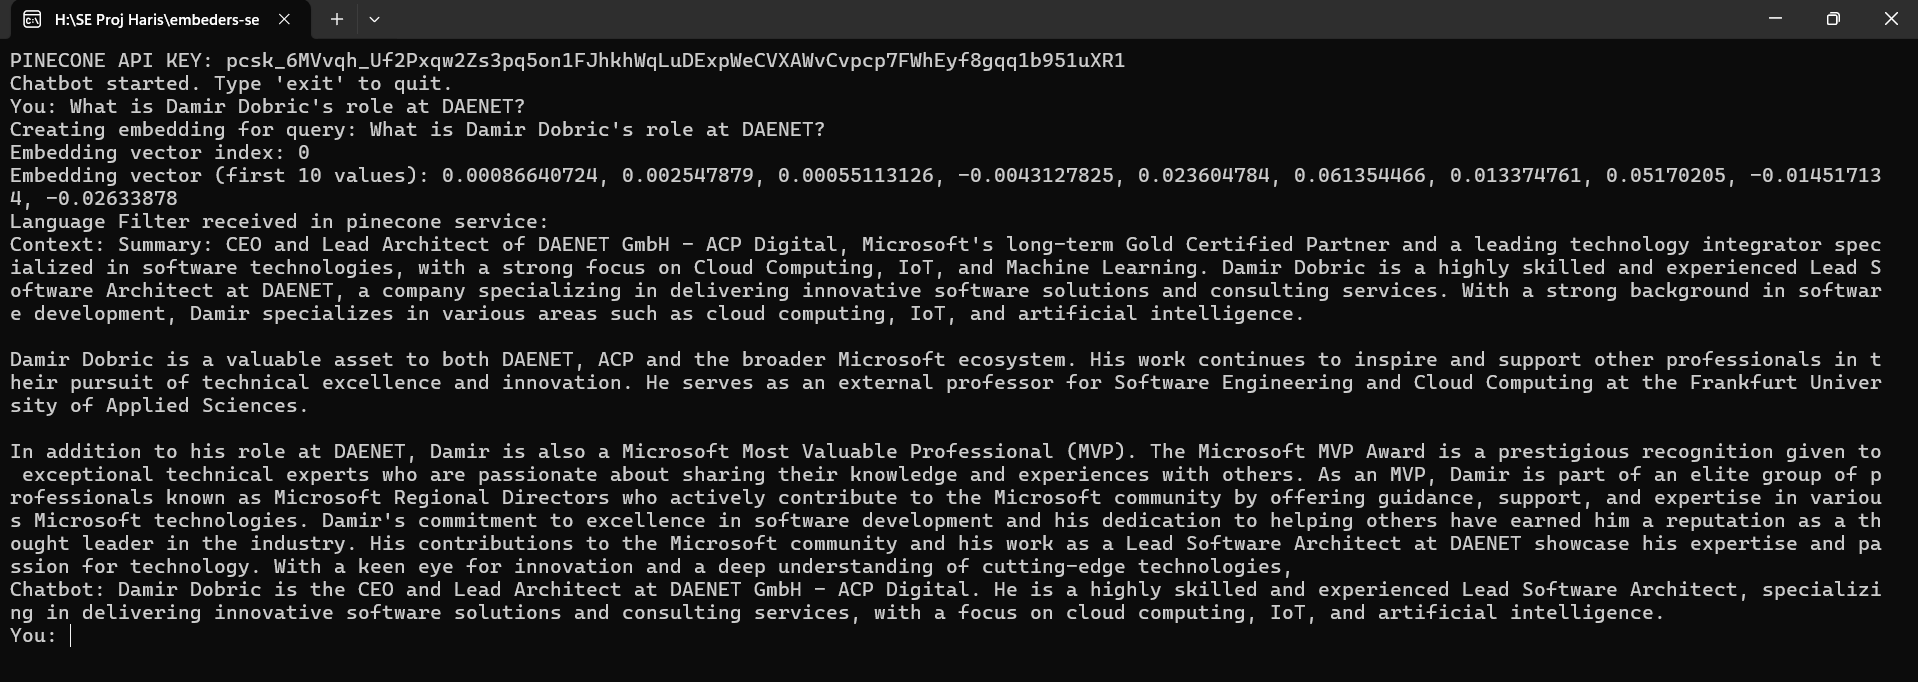 H:\SE Proj Haris\embeders-se
PINECONE API KEY: pcsk_6MVvqh_Uf2Pxqw2Zs3pq5on1FJhkhWqLuDExpWeCVXAWvCvpcp7FWhEyf8gqq1b951uXR1
Chatbot started. Type 'exit' to quit.
You: What is Damir Dobric's role at DAENET?
Creating embedding for query: What is Damir Dobric's role at DAENET?
Embedding vector index: 0
Embedding vector (first 10 values): 0.00086640724, 0.002547879, 0.00055113126, -0.0043127825, 0.023604784, 0.061354466, 0.013374761, 0.05170205, -0.01451713
4, -0.02633878
Language Filter received in pinecone service:
Context: Summary: CEO and Lead Architect of DAENET GmbH - ACP Digital, Microsoft's long-term Gold Certified Partner and a leading technology integrator spec
ialized in software technologies, with a strong focus on Cloud Computing, IoT, and Machine Learning. Damir Dobric is a highly skilled and experienced Lead S
oftware Architect at DAENET, a company specializing in delivering innovative software solutions and consulting services. With a strong background in softwar
e development, Damir specializes in various areas such as cloud computing, IoT, and artificial intelligence.
Damir Dobric is a valuable asset to both DAENET, ACP and the broader Microsoft ecosystem. His work continues to inspire and support other professionals in t
heir pursuit of technical excellence and innovation. He serves as an external professor for Software Engineering and Cloud Computing at the Frankfurt Univer
sity of Applied Sciences.
In addition to his role at DAENET, Damir is also a Microsoft Most Valuable Professional (MVP). The Microsoft MVP Award is a prestigious recognition given to
 exceptional technical experts who are passionate about sharing their knowledge and experiences with others. As an MVP, Damir is part of an elite group of p
rofessionals known as Microsoft Regional Directors who actively contribute to the Microsoft community by offering guidance, support, and expertise in variou
s Microsoft technologies. Damir's commitment to excellence in software development and his dedication to helping others have earned him a reputation as a th
ought leader in the industry. His contributions to the Microsoft community and his work as a Lead Software Architect at DAENET showcase his expertise and pa
ssion for technology. With a keen eye for innovation and a deep understanding of cutting-edge technologies,
Chatbot: Damir Dobric is the CEO and Lead Architect at DAENET GmbH - ACP Digital. He is a highly skilled and experienced Lead Software Architect, specializi
ng in delivering innovative software solutions and consulting services, with a focus on cloud computing, IoT, and artificial intelligence.
You: